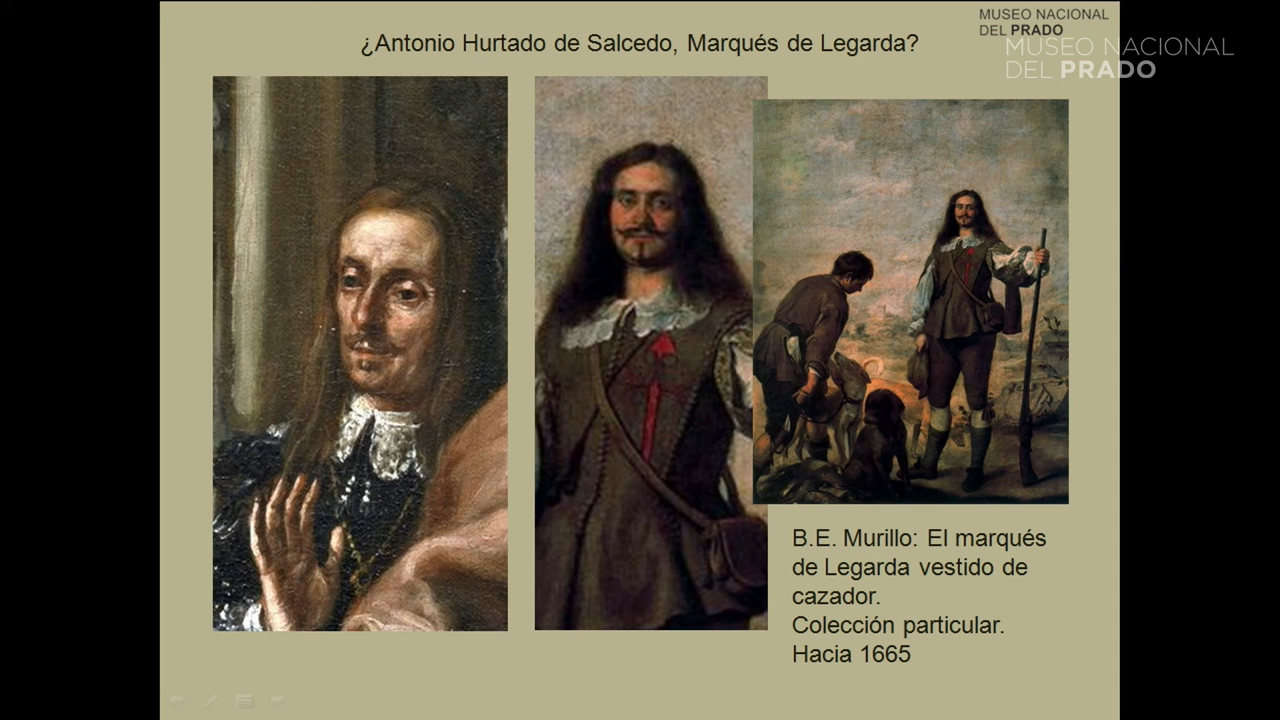 MUSEO NACIONAL
DEL PRADO
MUSEO NACIONAL
DEL PRADO
¿Antonio Hurtado de Salcedo, Marqués de Legarda?
B.E. Murillo: El marqués
de Legarda vestido de
cazador.
Colección particular.
Hacia 1665